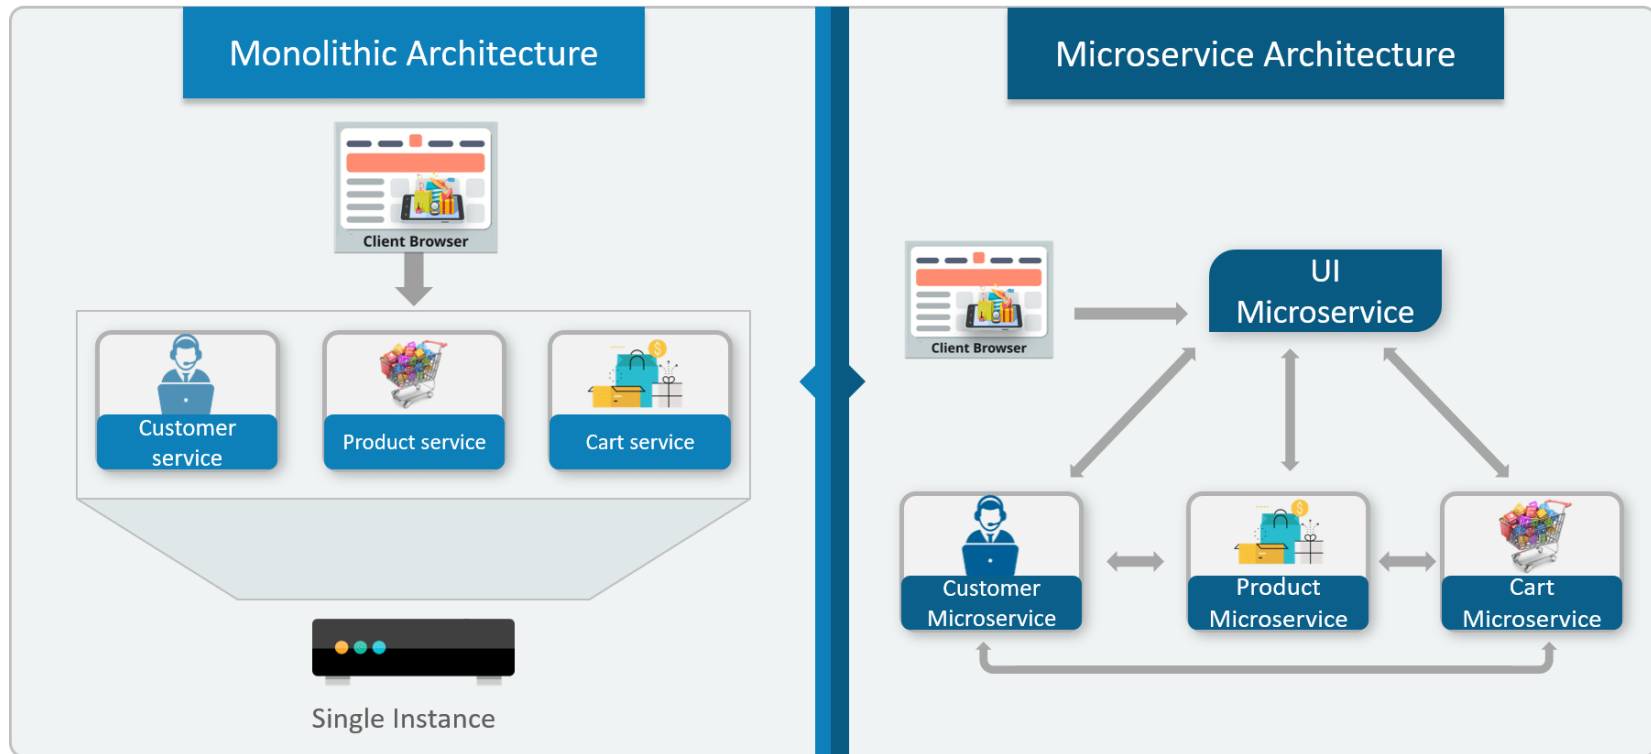 Monolithic Architecture
Client Browser
Customer
service
Product service
Cart service
Single Instance
Microservice Architecture
Client Browser
UI
Microservice
Customer
Microservice
Product
Microservice
Cart
Microservice